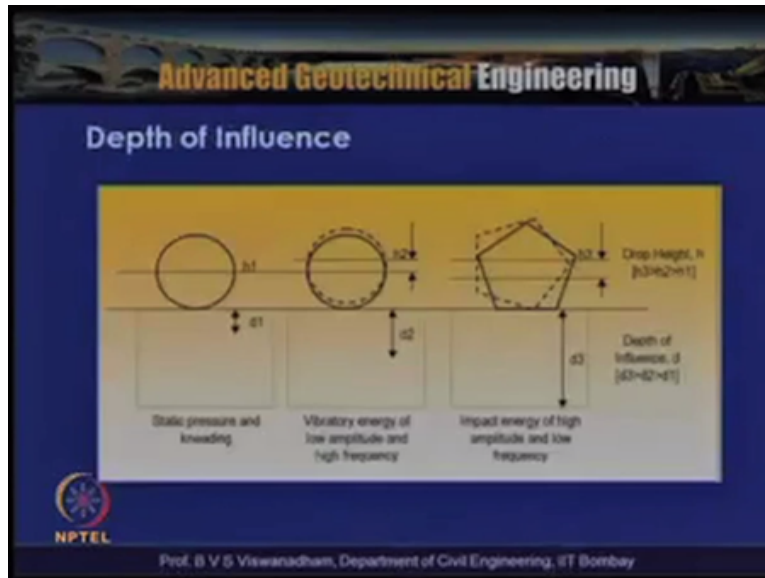 Advanced Geotechnical Engineering
Depth of Influence
h1
h2
h3
Drop Height, h
[h3>h2>h1]
d1
d2
d3
Depth of
Influence, d
[d3>d2>d1]
Static pressure and
kneading
Vibratory energy of
low amplitude and
high frequency
Impact energy of high
amplitude and low
frequency
NPTEL
Prof. B V S Viswanadham, Department of Civil Engineering, IIT Bombay